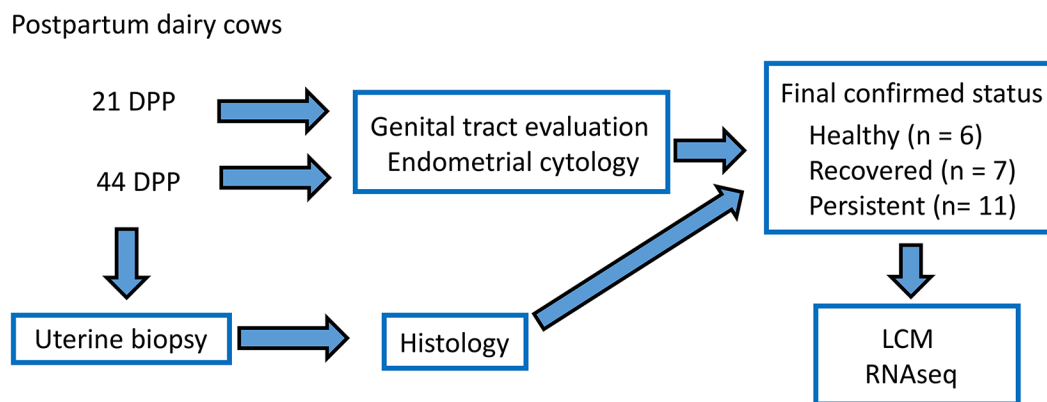 Postpartum dairy cows
21 DPP
44 DPP
Genital tract evaluation
Endometrial cytology
Final confirmed status
Healthy (n = 6)
Recovered (n = 7)
Persistent (n= 11)
Uterine biopsy
Histology
LCM
RNAseq